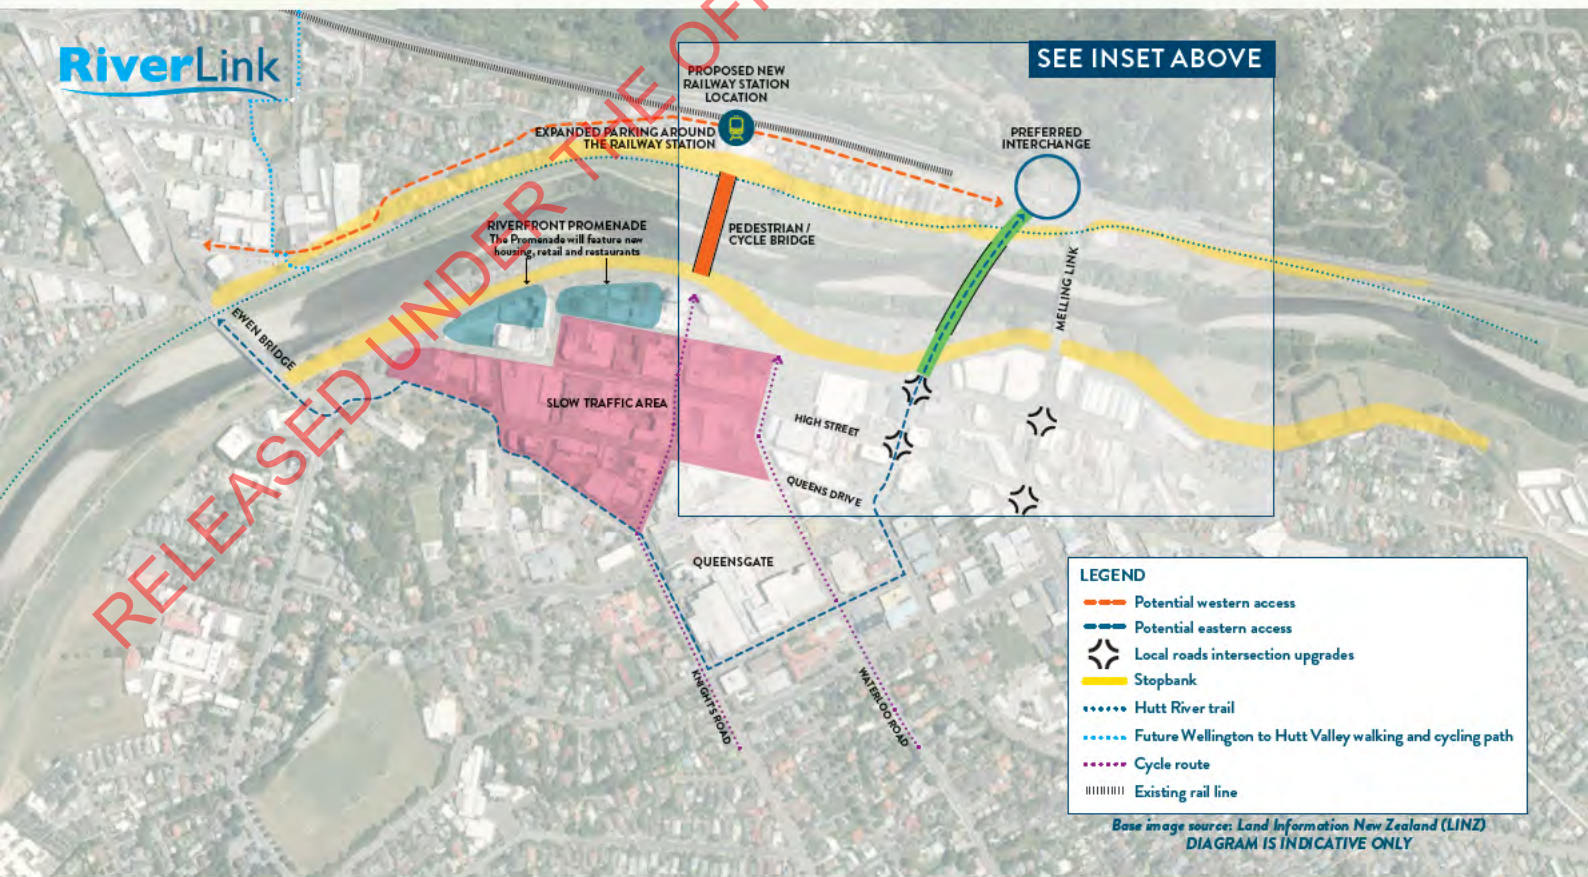 RiverLink
SEE INSET ABOVE
PROPOSED NEW
RAILWAY STATION
LOCATION
EXPANDED PARKING AROUND
THE RAILWAY STATION
PREFERRED
INTERCHANGE
RIVERFRONT PROMENADE
The Promenade will feature new
housing, retail and restaurants
PEDESTRIAN /
CYCLE BRIDGE
MELLING LINK
EWEN BRIDGE
SLOW TRAFFIC AREA
HIGH STREET
QUEENS DRIVE
QUEENSGATE
KNIGHTS ROAD
WATERLOO ROAD
RELEASED UNDER THE OF
LEGEND
Potential western access
Potential eastern access
Local roads intersection upgrades
Stopbank
Hutt River trail
Future Wellington to Hutt Valley walking and cycling path
Cycle route
Existing rail line
Base image source: Land Information New Zealand (LINZ)
DIAGRAM IS INDICATIVE ONLY